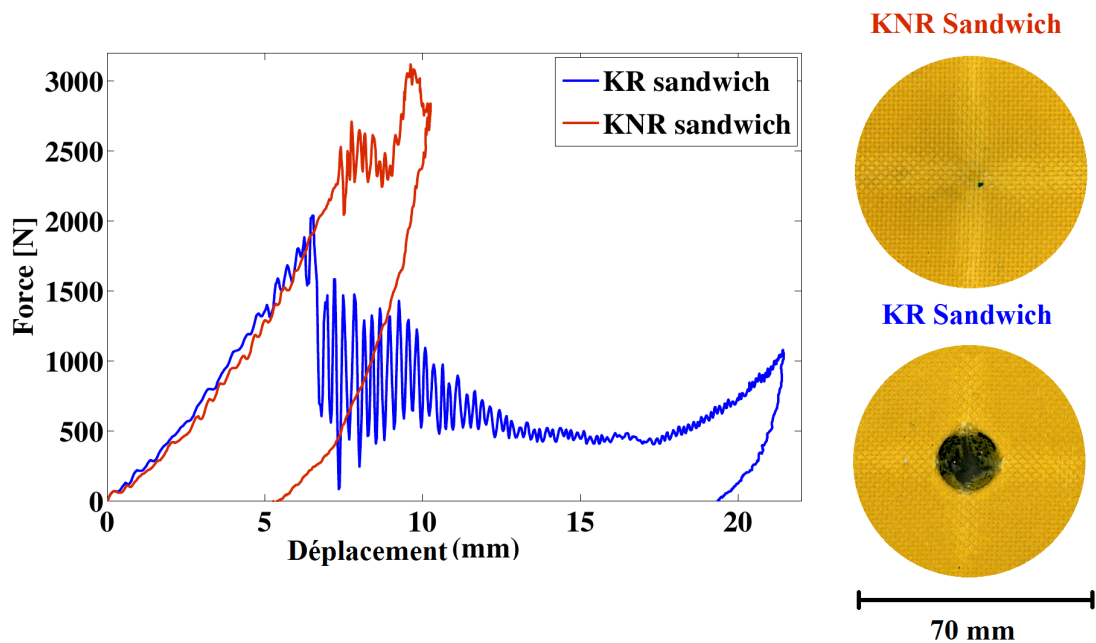 KNR Sandwich
3000
2500
2000
1500
1000
500
0
Force [N]
KR sandwich
KNR sandwich
0 5 10 15 20
Déplacement (mm)
KR Sandwich
70 mm